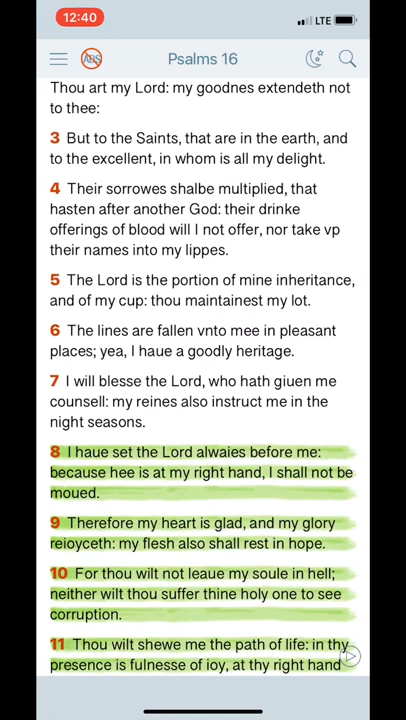 12:40
LTE
ADS
Psalms 16
Thou art my Lord: my goodnes extendeth not
to thee:
3 But to the Saints, that are in the earth, and
to the excellent, in whom is all my delight.
4 Their sorrowes shalbe multiplied, that
hasten after another God: their drinke
offerings of blood will I not offer, nor take vp
their names into my lippes.
5 The Lord is the portion of mine inheritance,
and of my cup: thou maintainest my lot.
6 The lines are fallen vnto mee in pleasant
places; yea, I haue a goodly heritage.
7 I will blesse the Lord, who hath giuen me
counsell: my reines also instruct me in the
night seasons.
8 I haue set the Lord alwaies before me:
because hee is at my right hand, I shall not be
moued.
9 Therefore my heart is glad, and my glory
reioyceth: my flesh also shall rest in hope.
10 For thou wilt not leaue my soule in hell;
neither wilt thou suffer thine holy one to see
corruption.
11 Thou wilt shewe me the path of life: in thy
presence is fulnesse of ioy, at thy right hand